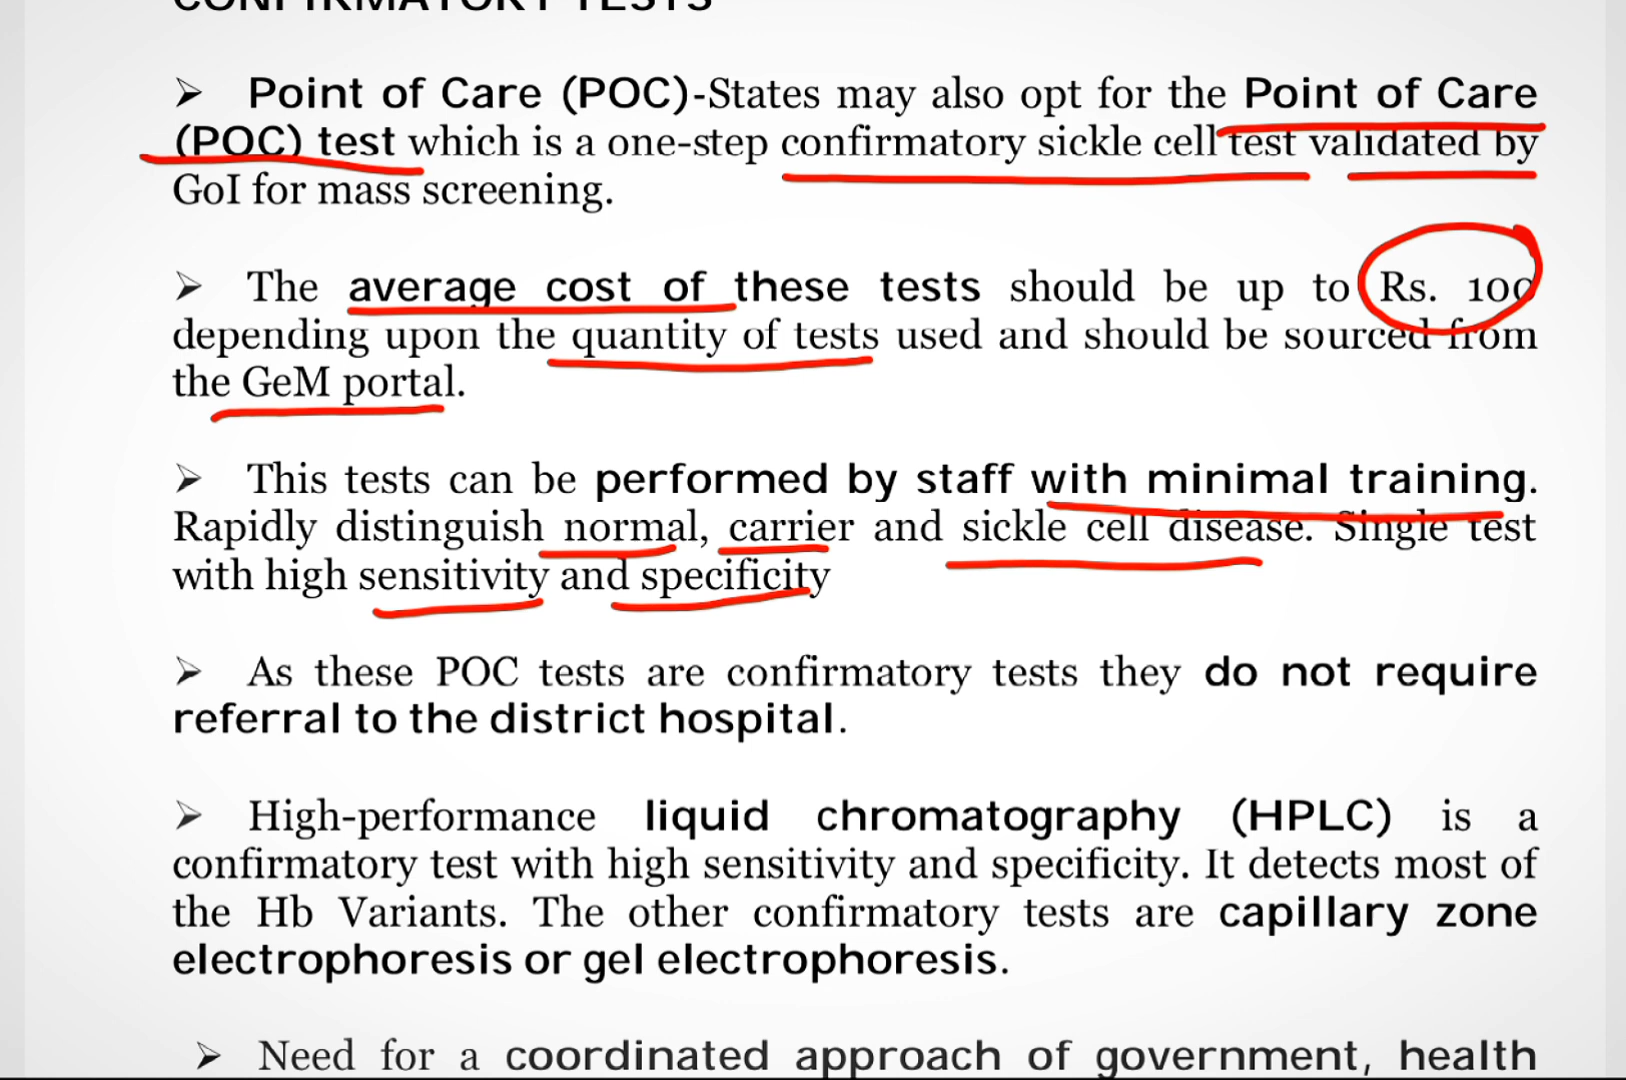 CONFIRMATORY TESTS
➢ Point of Care (POC)-States may also opt for the Point of Care
(POC) test which is a one-step confirmatory sickle cell test validated by
GoI for mass screening.
➢ The average cost of these tests should be up to Rs. 100
depending upon the quantity of tests used and should be sourced from
the GeM portal.
➢ This tests can be performed by staff with minimal training.
Rapidly distinguish normal, carrier and sickle cell disease. Single test
with high sensitivity and specificity
➢ As these POC tests are confirmatory tests they do not require
referral to the district hospital.
➢ High-performance liquid chromatography (HPLC) is a
confirmatory test with high sensitivity and specificity. It detects most of
the Hb Variants. The other confirmatory tests are capillary zone
electrophoresis or gel electrophoresis.
➢ Need for a coordinated approach of government, health